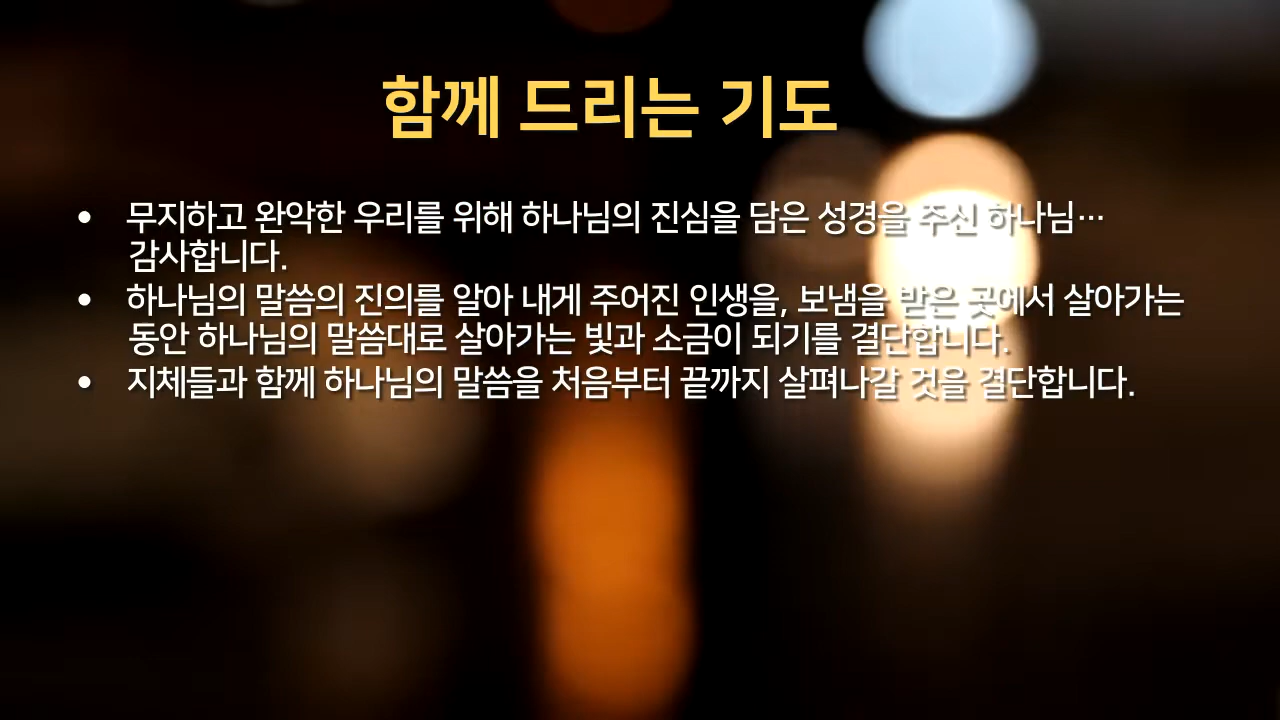 함께 드리는 기도
• 무지하고 완악한 우리를 위해 하나님의 진심을 담은 성경을 주신 하나님…
감사합니다.
• 하나님의 말씀의 진의를 알아 내게 주어진 인생을, 보냄을 받은 곳에서 살아가는
동안 하나님의 말씀대로 살아가는 빛과 소금이 되기를 결단합니다.
• 지체들과 함께 하나님의 말씀을 처음부터 끝까지 살펴나갈 것을 결단합니다.